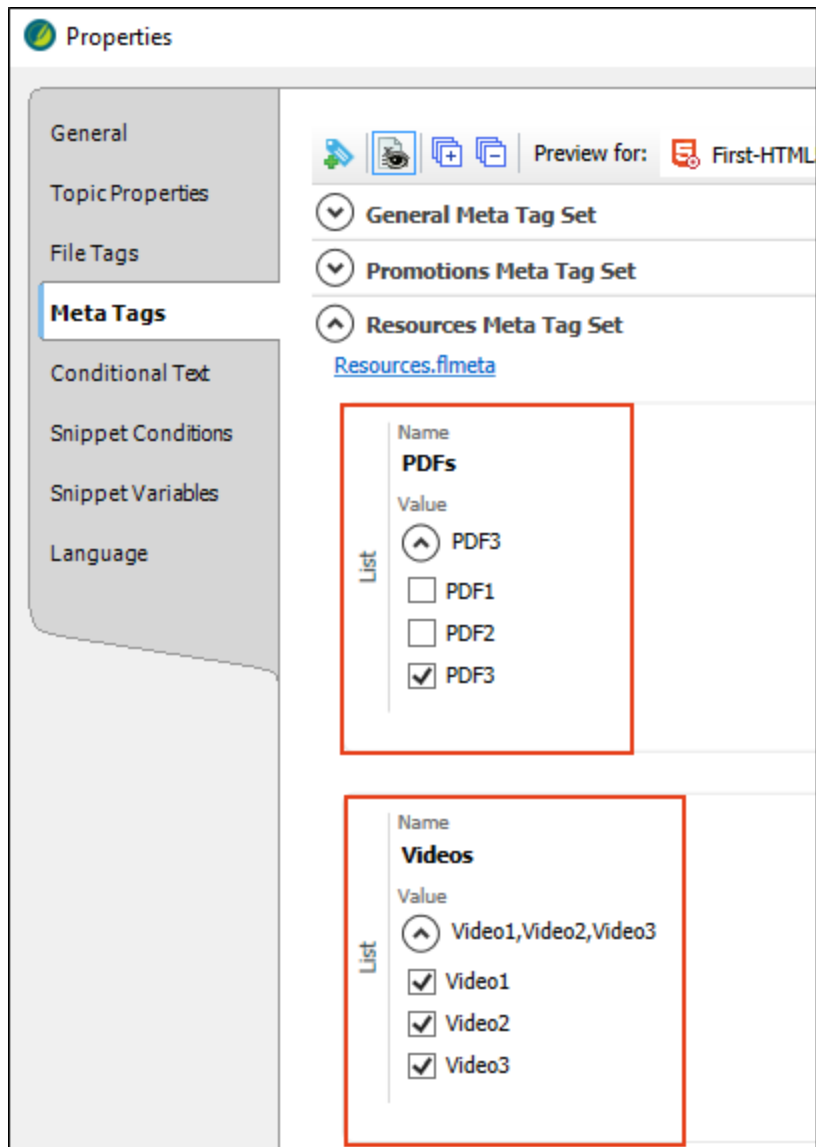 Properties
General
Topic Properties
File Tags
Meta Tags
Conditional Text
Snippet Conditions
Snippet Variables
Language
Preview for: First-HTML
General Meta Tag Set
Promotions Meta Tag Set
Resources Meta Tag Set
Resources.flmeta
Name
PDFs
Value
List
PDF3
PDF1
PDF2
PDF3
Name
Videos
Value
List
Video1,Video2,Video3
Video1
Video2
Video3